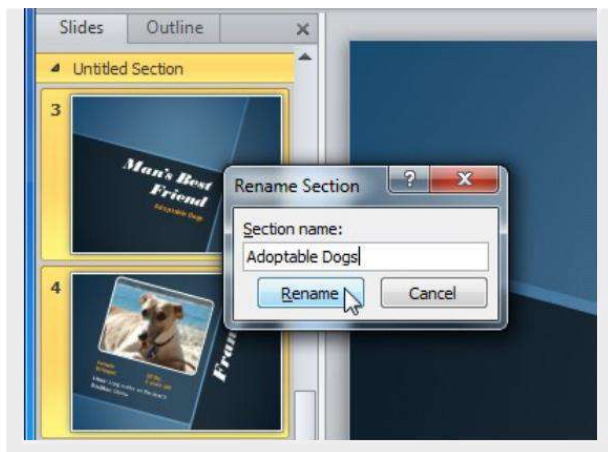 Slides Outline
Untitled Section
3
Man's Best
Friend
Adoptable Dogs
Rename Section
Section name:
Adoptable Dogs
Rename Cancel
4